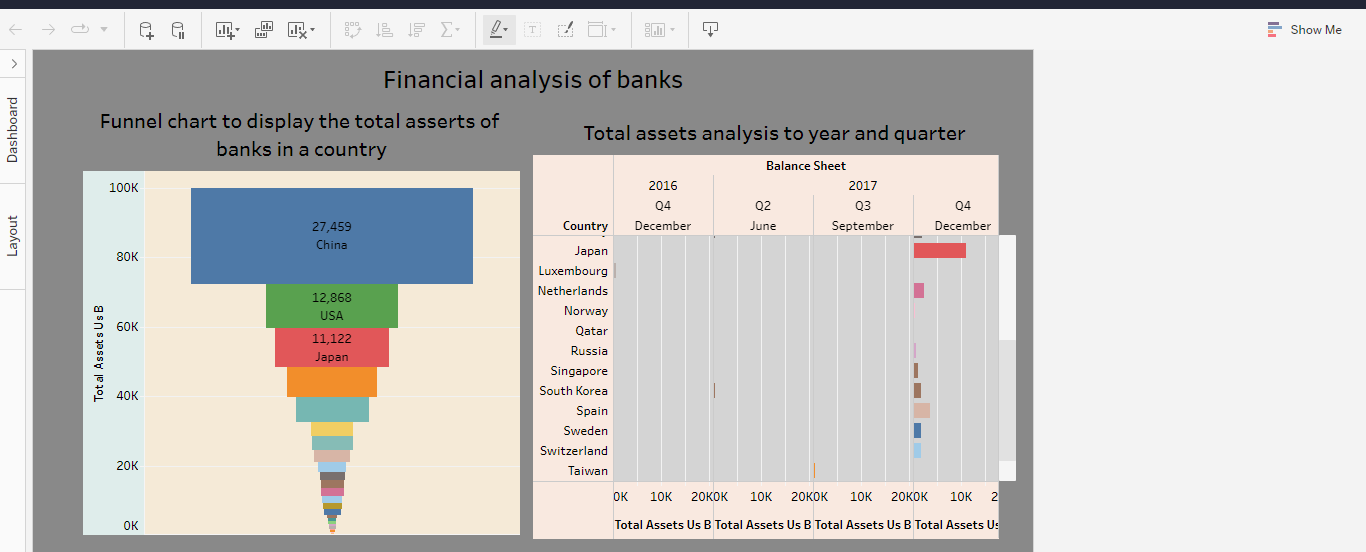 Show Me
Dashboard
Layout
Financial analysis of banks
Funnel chart to display the total asserts of
banks in a country
100K
80K
60K
40K
20K
0K
Total Assets Us B
27,459
China
12,868
USA
11,122
Japan
Total assets analysis to year and quarter
Balance Sheet
2016 2017
Q4 Q2 Q3 Q4
Country December June September December
Japan
Luxembourg
Netherlands
Norway
Qatar
Russia
Singapore
South Korea
Spain
Sweden
Switzerland
Taiwan
0K 10K 20K 0K 10K 20K 0K 10K 20K 0K 10K 2
Total Assets Us B Total Assets Us B Total Assets Us B Total Assets Us